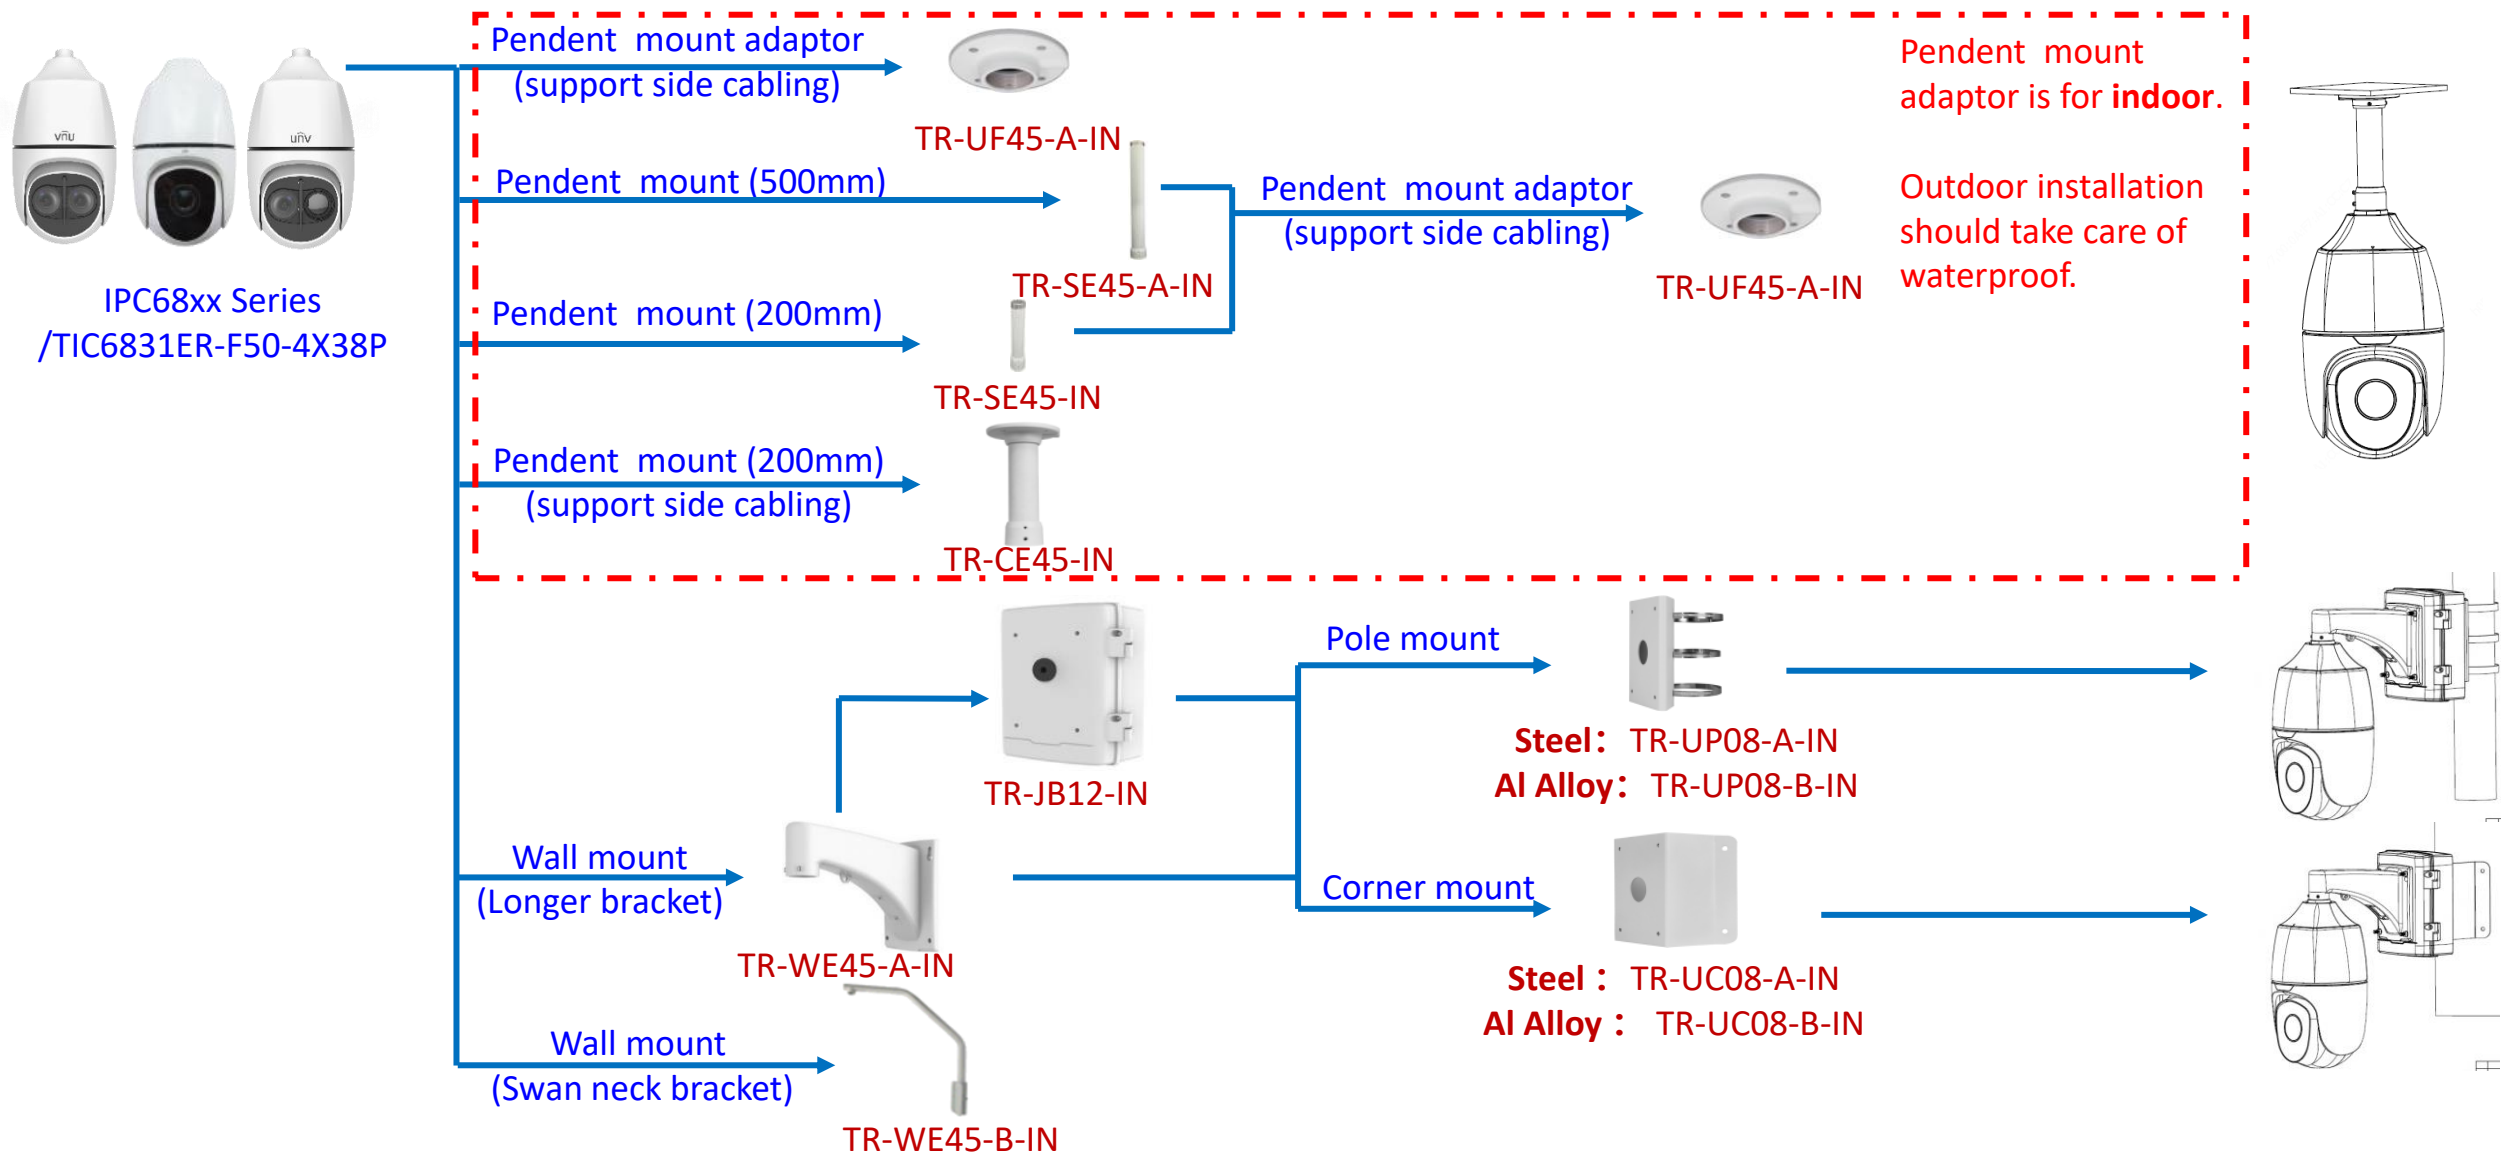 Pendent mount adaptor
(support side cabling)
TR-UF45-A-IN
Pendent mount
adaptor is for indoor.
Outdoor installation
should take care of
waterproof.
unv
IPC68xx Series
/TIC6831ER-F50-4X38P
Pendent mount (500mm)
TR-SE45-A-IN
Pendent mount adaptor
(support side cabling)
TR-UF45-A-IN
Pendent mount (200mm)
TR-SE45-IN
Pendent mount (200mm)
(support side cabling)
TR-CE45-IN
TR-JB12-IN
Pole mount
Steel： TR-UP08-A-IN
Al Alloy： TR-UP08-B-IN
Wall mount
(Longer bracket)
TR-WE45-A-IN
Corner mount
Steel ： TR-UC08-A-IN
Al Alloy ： TR-UC08-B-IN
Wall mount
(Swan neck bracket)
TR-WE45-B-IN